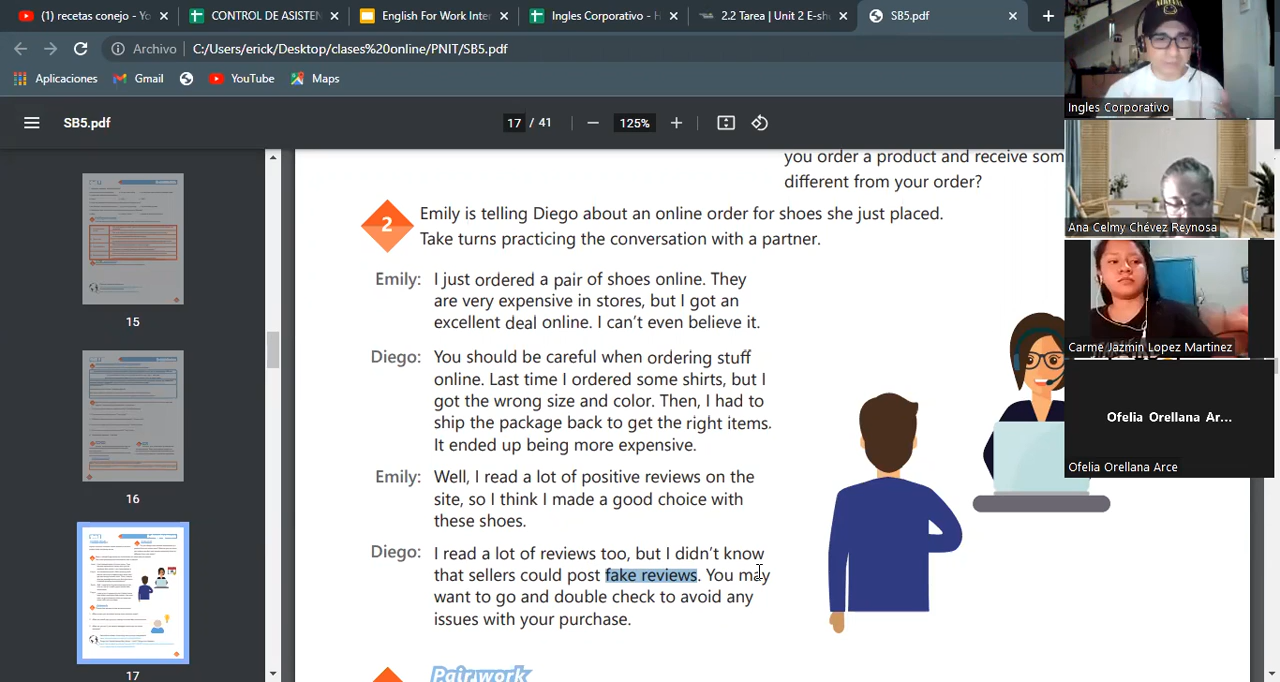 (1) recetas conejo - Yo
CONTROL DE ASISTEN
English For Work Inter
Ingles Corporativo - H
2.2 Tarea | Unit 2 E-sh
SB5.pdf
Archivo
C:/Users/erick/Desktop/clases%20online/PNIT/SB5.pdf
Aplicaciones
Gmail
YouTube
Maps
SB5.pdf
17 / 41
125%
15
16
17
you order a product and receive som
different from your order?
2
Emily is telling Diego about an online order for shoes she just placed.
Take turns practicing the conversation with a partner.
Emily: I just ordered a pair of shoes online. They
are very expensive in stores, but I got an
excellent deal online. I can't even believe it.
Diego: You should be careful when ordering stuff
online. Last time I ordered some shirts, but I
got the wrong size and color. Then, I had to
ship the package back to get the right items.
It ended up being more expensive.
Emily: Well, I read a lot of positive reviews on the
site, so I think I made a good choice with
these shoes.
Diego: I read a lot of reviews too, but I didn't know
that sellers could post fake reviews. You may
want to go and double check to avoid any
issues with your purchase.
Pair work
Ingles Corporativo
Ana Celmy Chévez Reynosa
Carme Jazmin Lopez Martinez
Ofelia Orellana Ar...
Ofelia Orellana Arce